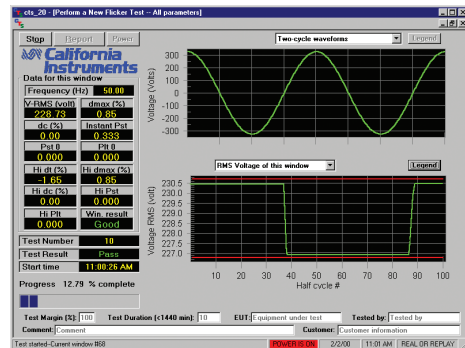 cts_20 - [Perform a New Flicker Test -- All parameters]
Stop Report Power
California
Instruments
Data for this window
Frequency (Hz) 50.00
V-RMS (volt) dmax (%)
228.73 0.85
dc (%) Instant Pst
0.00 0.333
Pst 0 Plt 0
0.000 0.000
Hi dt (%) Hi dmax (%)
-1.65 0.85
Hi dc (%) Hi Pst
0.00 0.000
Hi Plt Win. result
0.000 Good
Test Number 10
Test Result Pass
Start time 11:00:26 AM
Progress 12.79 % complete
Two-cycle waveforms Legend
Voltage (Volts)
300
200
100
0
-100
-200
-300
RMS Voltage of this window Legend
Voltage RMS (volt)
230.5
230.0
229.5
229.0
228.5
228.0
227.5
227.0
10 20 30 40 50 60 70 80 90 100
Half cycle #
Test Margin (%): 100 Test Duration (<1440 min): 10 EUT: Equipment under test Tested by: Tested by
Comment: Comment Customer: Customer information
Test started-Current window #68 POWER IS ON 2/2/00 11:01 AM REAL OR REPLAY